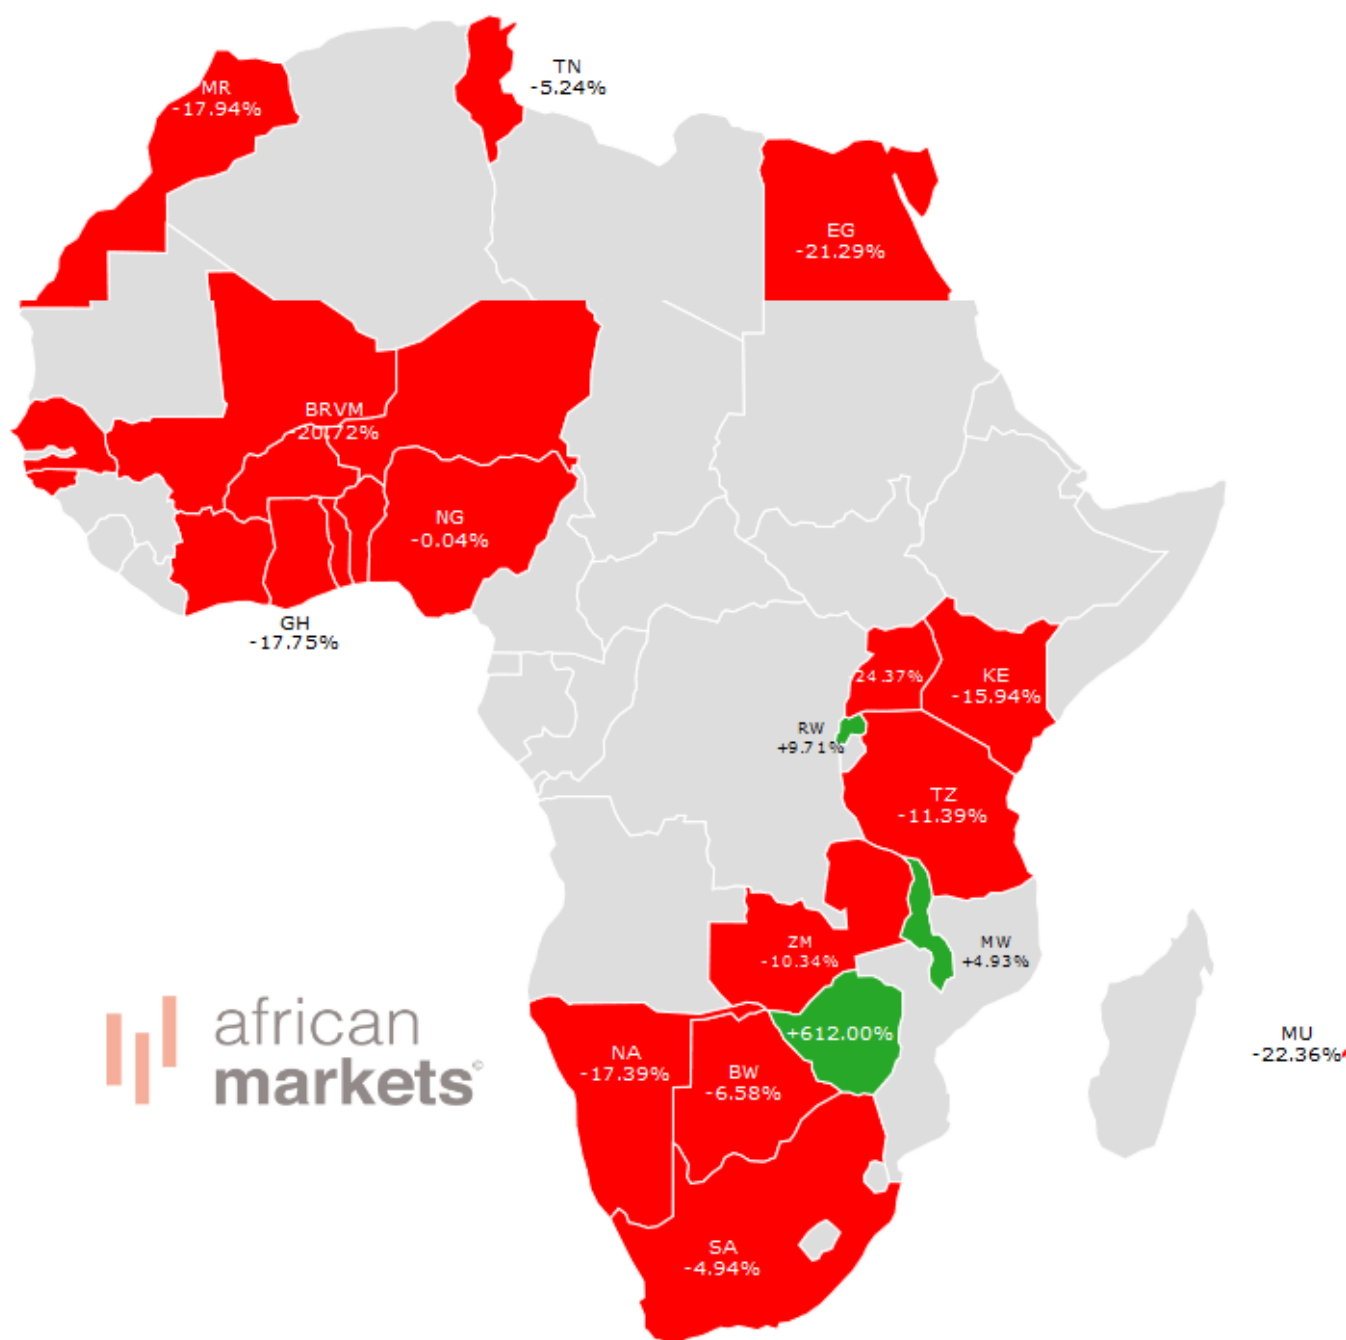 TN
-5.24%
MR
-17.94%
EG
-21.29%
BRVM
-20.72%
NG
-0.04%
GH
-17.75%
24.37%
KE
-15.94%
RW
+9.71%
TZ
-11.39%
ZM
-10.34%
MW
+4.93%
+612.00%
MU
-22.36%
NA
-17.39%
BW
-6.58%
SA
-4.94%
african
markets©